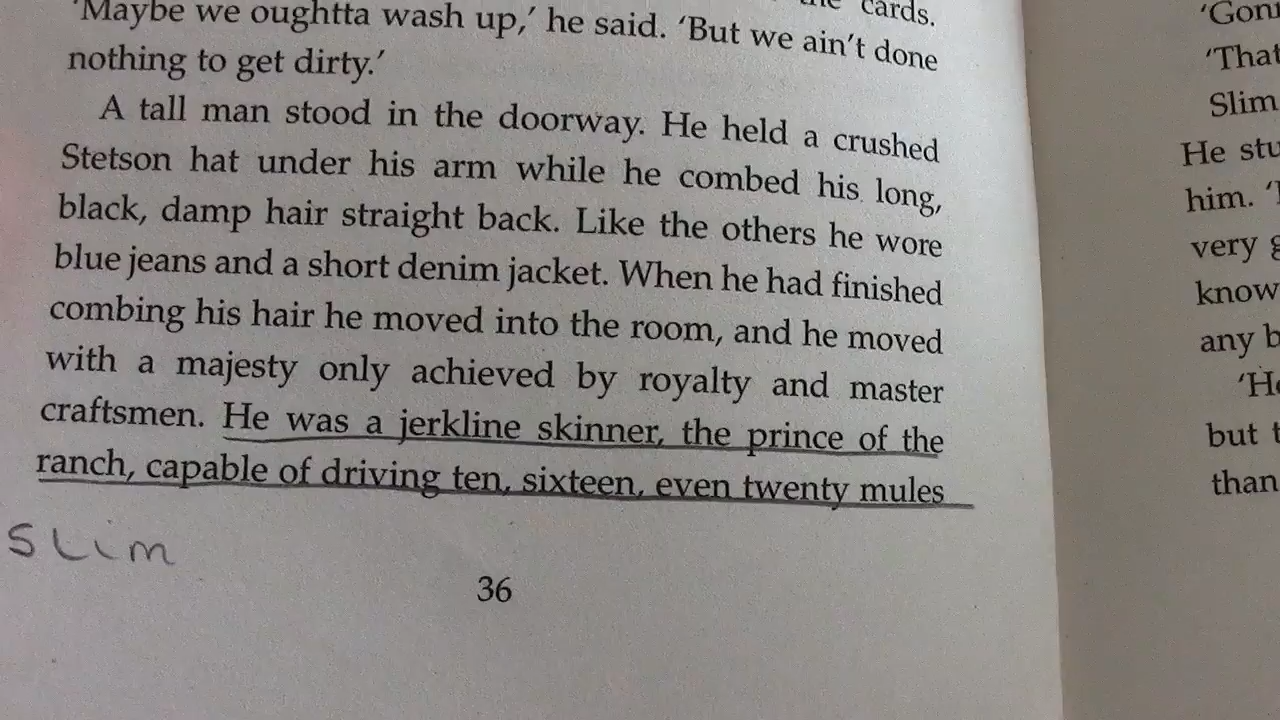 the cards.
'Maybe we oughtta wash up,' he said. 'But we ain't done
nothing to get dirty.'
A tall man stood in the doorway. He held a crushed
Stetson hat under his arm while he combed his long,
black, damp hair straight back. Like the others he wore
blue jeans and a short denim jacket. When he had finished
combing his hair he moved into the room, and he moved
with a majesty only achieved by royalty and master
craftsmen. He was a jerkline skinner, the prince of the
ranch, capable of driving ten, sixteen, even twenty mules
SLim
36
'That
Slim
He
him.
very
know
any
but
than